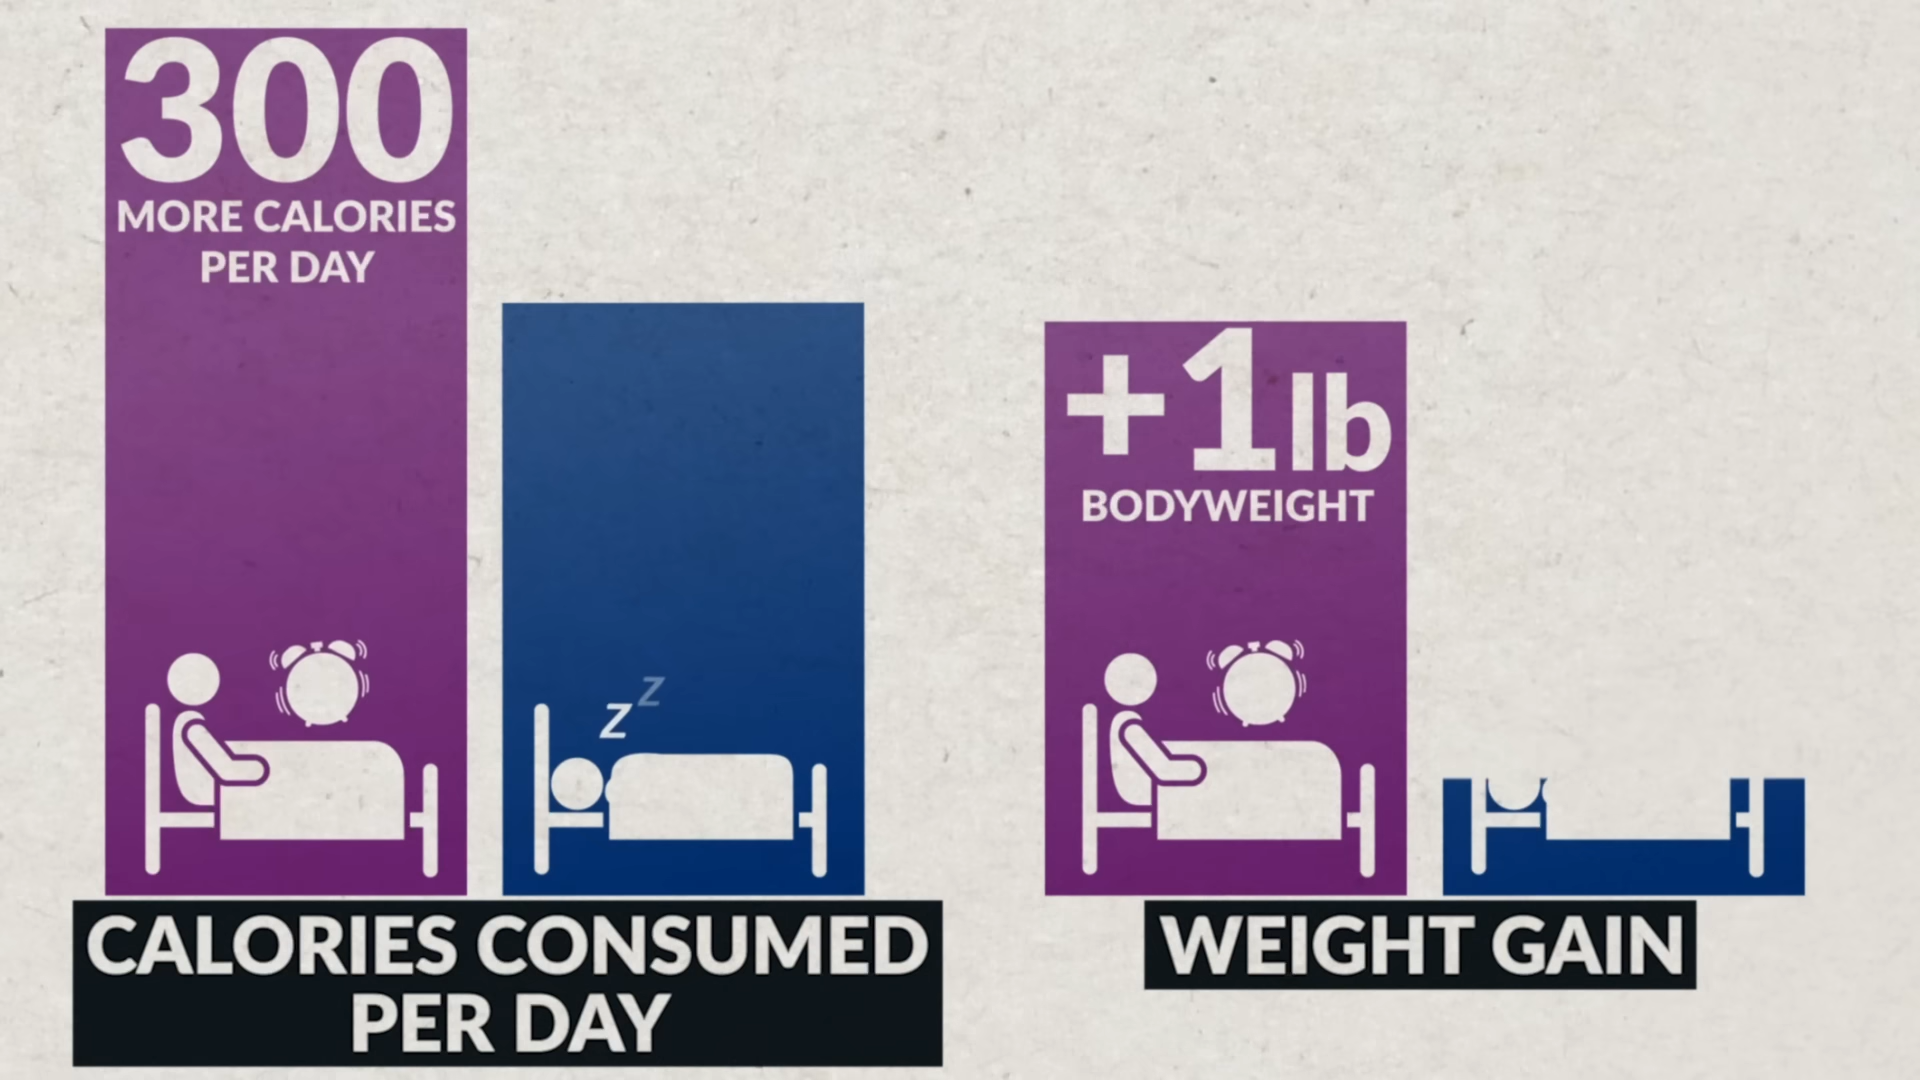 300
MORE CALORIES
PER DAY
Z
Z
CALORIES CONSUMED
PER DAY
+1lb
BODYWEIGHT
WEIGHT GAIN